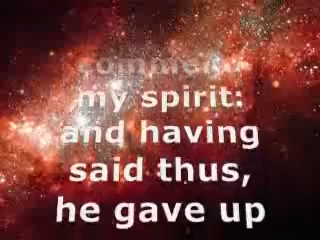 commend
my spirit:
and having
said thus,
he gave up